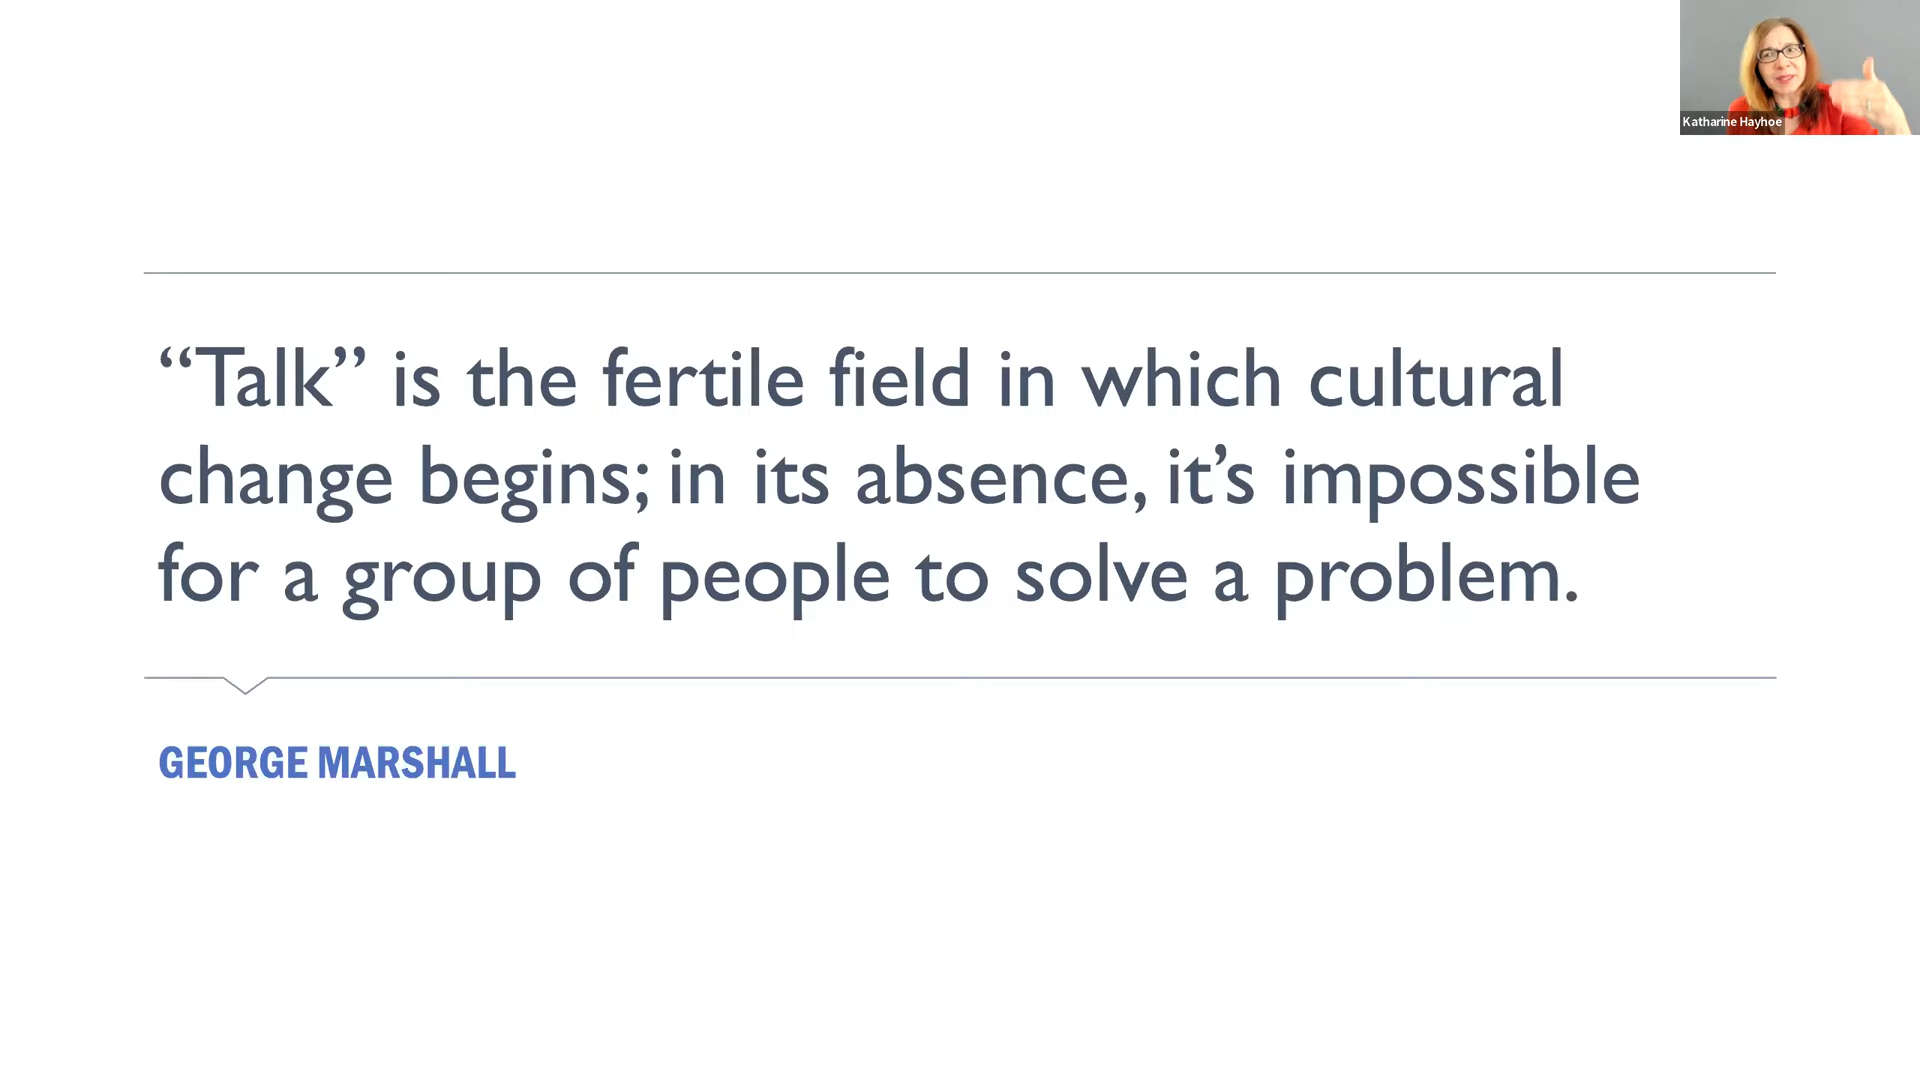 Katharine Hayhoe
“Talk” is the fertile field in which cultural
change begins; in its absence, it’s impossible
for a group of people to solve a problem.
GEORGE MARSHALL